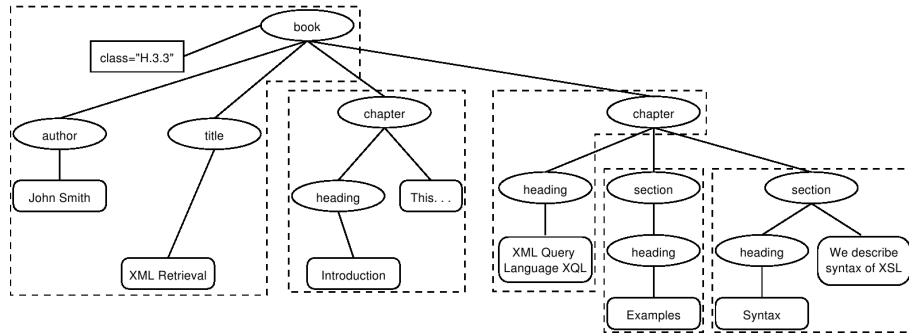 book
class="H.3.3"
chapter
chapter
author
title
John Smith
heading
This. . .
heading
section
section
XML Retrieval
Introduction
XML Query
Language XQL
heading
heading
We describe
syntax of XSL
Examples
Syntax